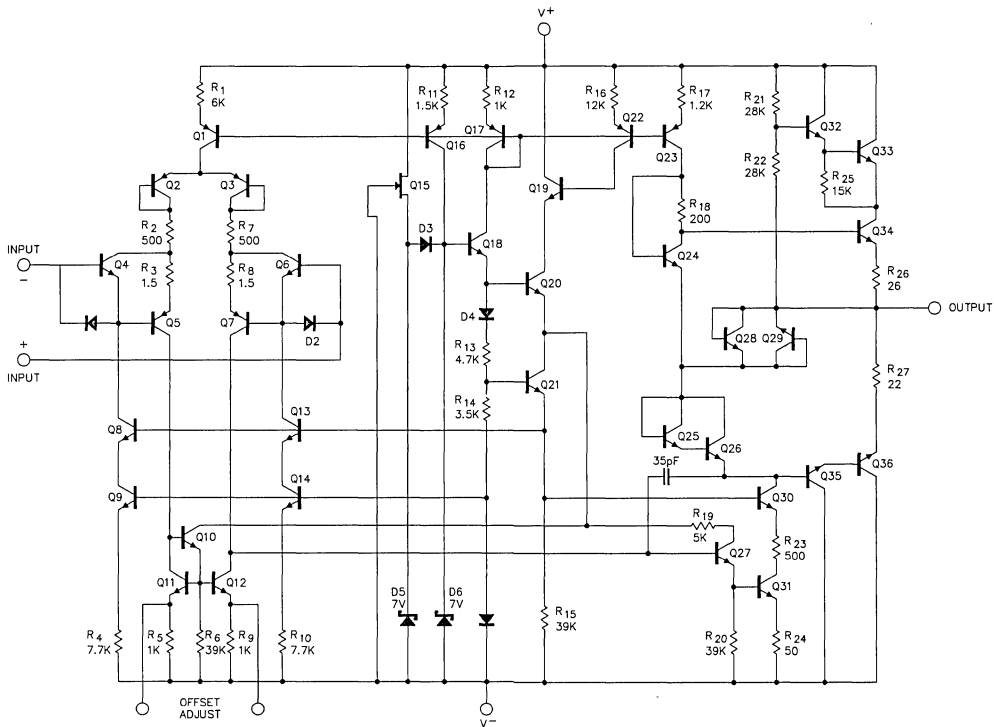 V+
R1
6K
R11
1.5K
R12
1K
R16
12K
R17
1.2K
R21
28K
Q1
Q16
Q17
Q22
Q23
Q32
Q33
R22
28K
R25
15K
Q2
Q3
Q15
Q19
R18
200
R2
500
R7
500
D3
Q18
Q24
Q34
INPUT
−
Q4
R3
1.5
R8
1.5
Q6
Q20
R26
26
D4
OUTPUT
Q5
Q7
D2
R13
4.7K
Q28
Q29
+
INPUT
Q21
R27
22
R14
3.5K
Q8
Q13
Q25
Q26
35pF
Q35
Q36
Q9
Q14
Q30
R19
5K
R23
500
Q10
Q27
Q11
Q12
Q31
D5
7V
D6
7V
R15
39K
R4
7.7K
R5
1K
R6
39K
R9
1K
R10
7.7K
R20
39K
R24
50
OFFSET
ADJUST
V−